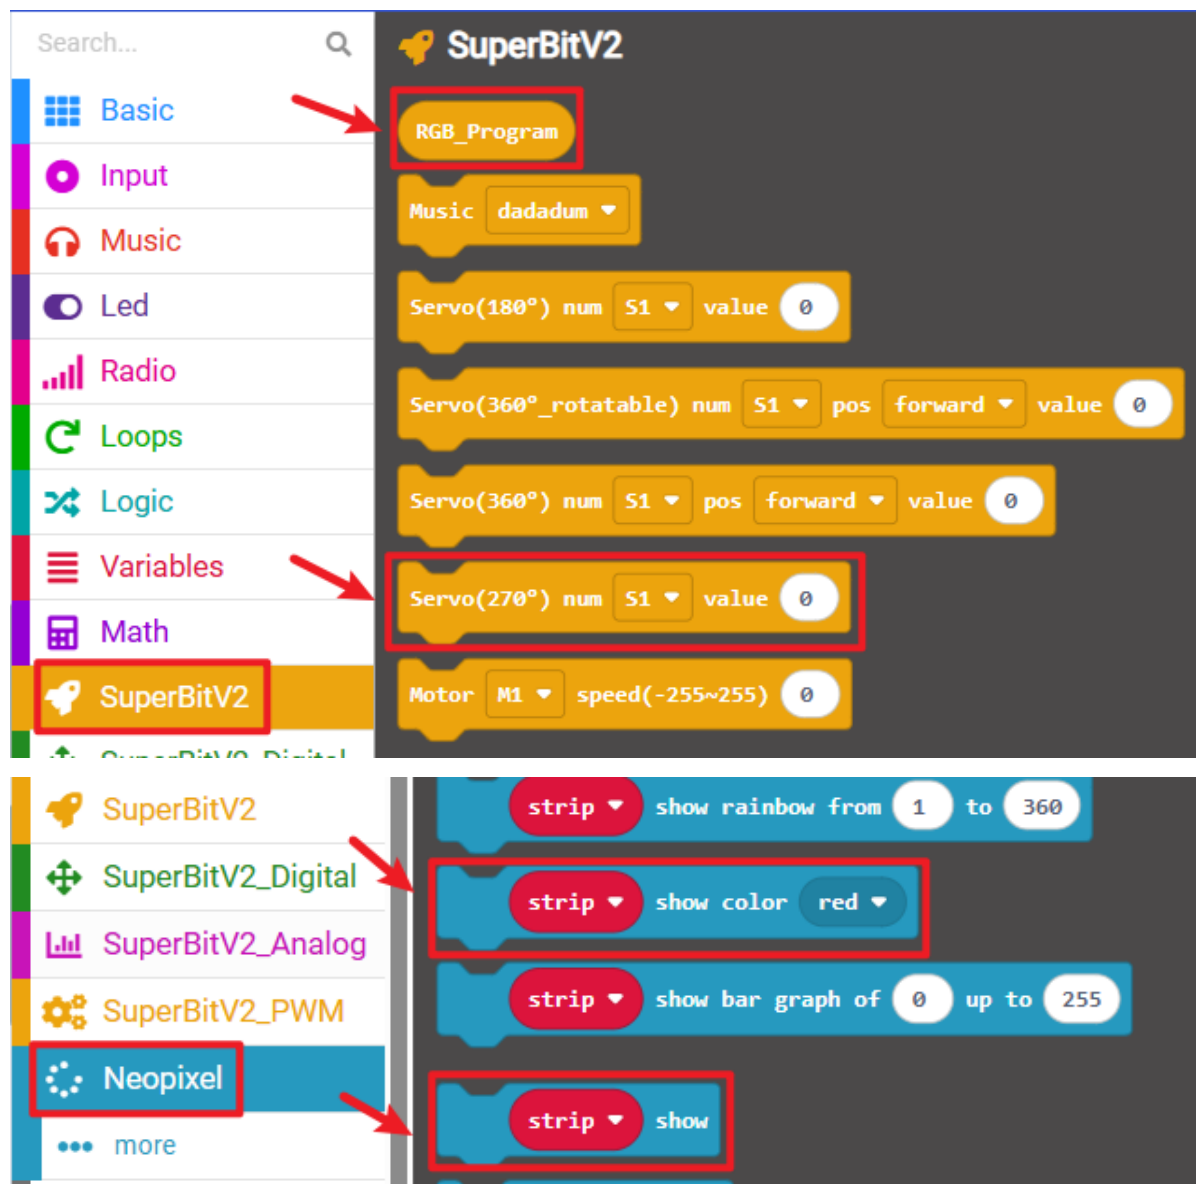 Search...
Basic
Input
Music
Led
Radio
Loops
Logic
Variables
Math
SuperBitV2
SuperBitV2_Digital
SuperBitV2
RGB_Program
Music dadadum
Servo(180°) num S1 value 0
Servo(360°_rotatable) num S1 pos forward value 0
Servo(360°) num S1 pos forward value 0
Servo(270°) num S1 value 0
Motor M1 speed(-255~255) 0
SuperBitV2
SuperBitV2_Digital
SuperBitV2_Analog
SuperBitV2_PWM
Neopixel
more
strip show rainbow from 1 to 360
strip show color red
strip show bar graph of 0 up to 255
strip show